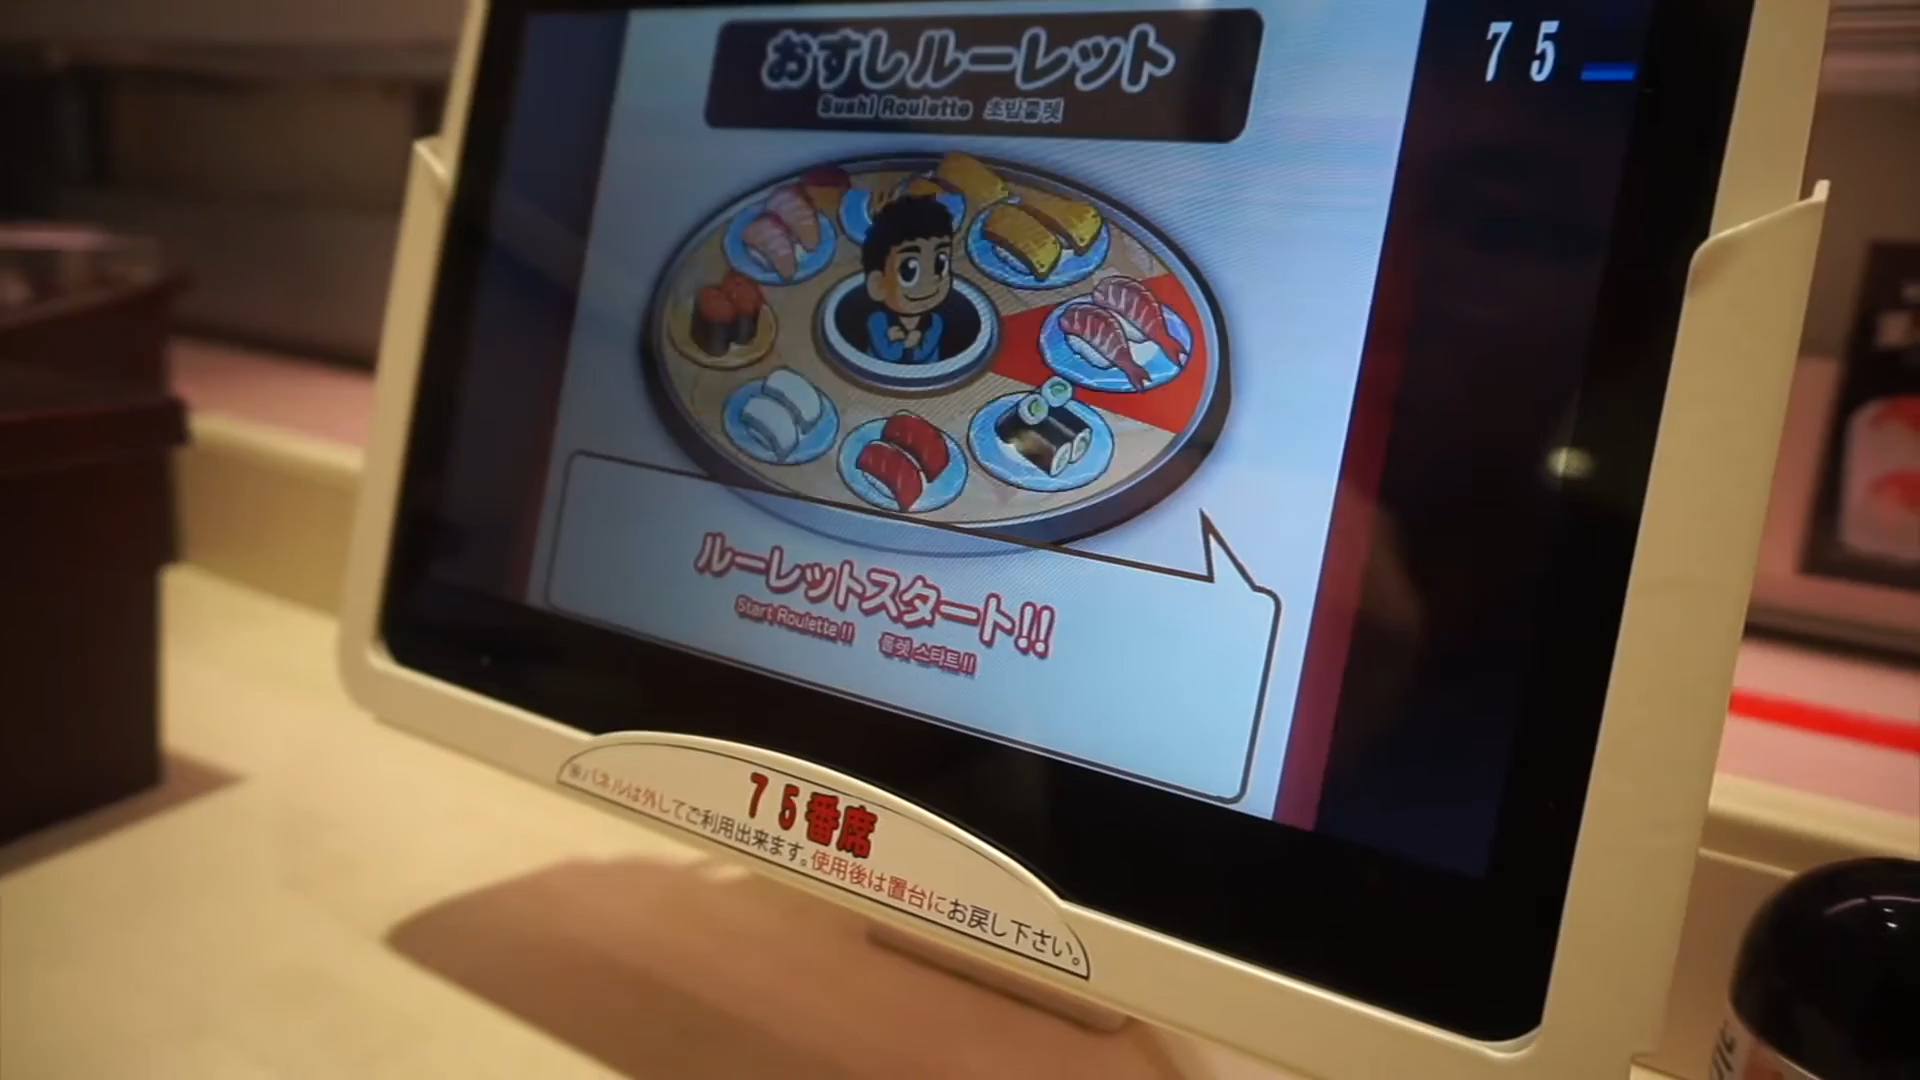 おすしルーレット
Sushi Roulette 초밥룰렛
75
ルーレットスタート!!
Start Roulette!! 룰렛 스타트!!
75番席
※パネルは外してご利用出来ます。使用後は置台にお戻し下さい。